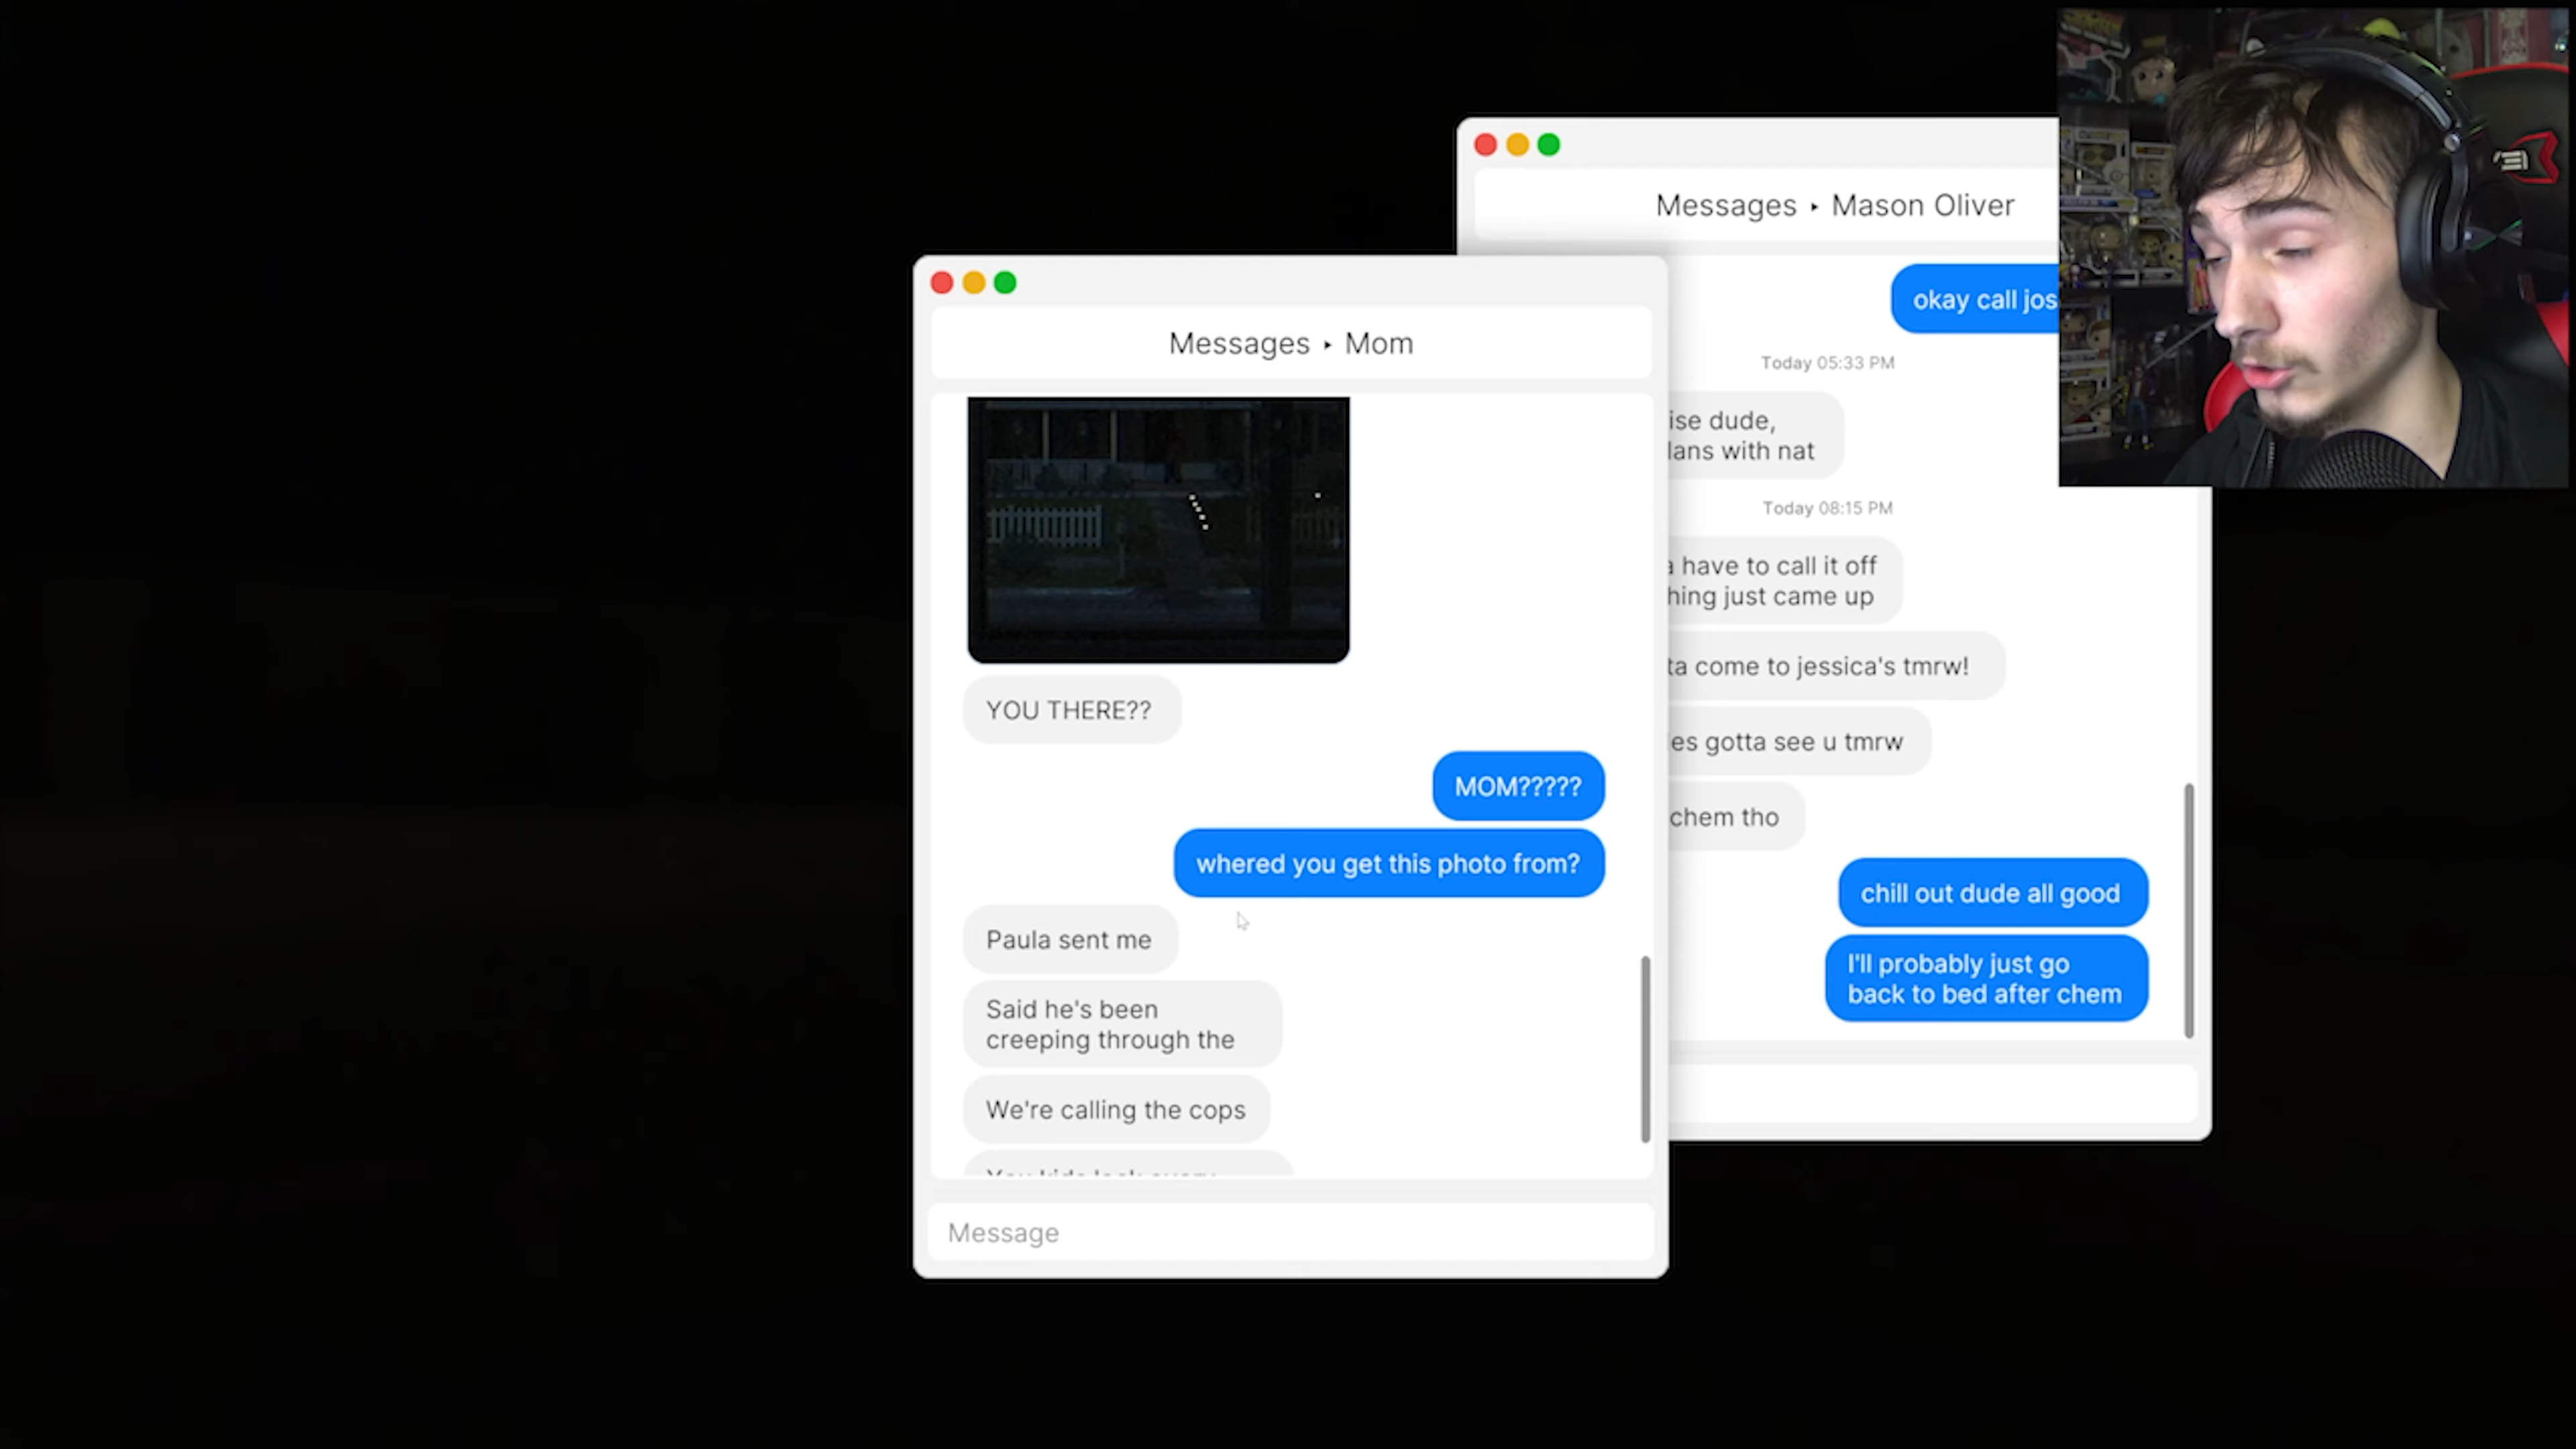 Messages ▸ Mom
YOU THERE??
MOM?????
whered you get this photo from?
Paula sent me
Said he's been
creeping through the
We're calling the cops
Message
Messages ▸ Mason Oliver
okay call jos
Today 05:33 PM
ise dude,
lans with nat
Today 08:15 PM
have to call it off
hing just came up
ta come to jessica's tmrw!
es gotta see u tmrw
chem tho
chill out dude all good
I'll probably just go
back to bed after chem